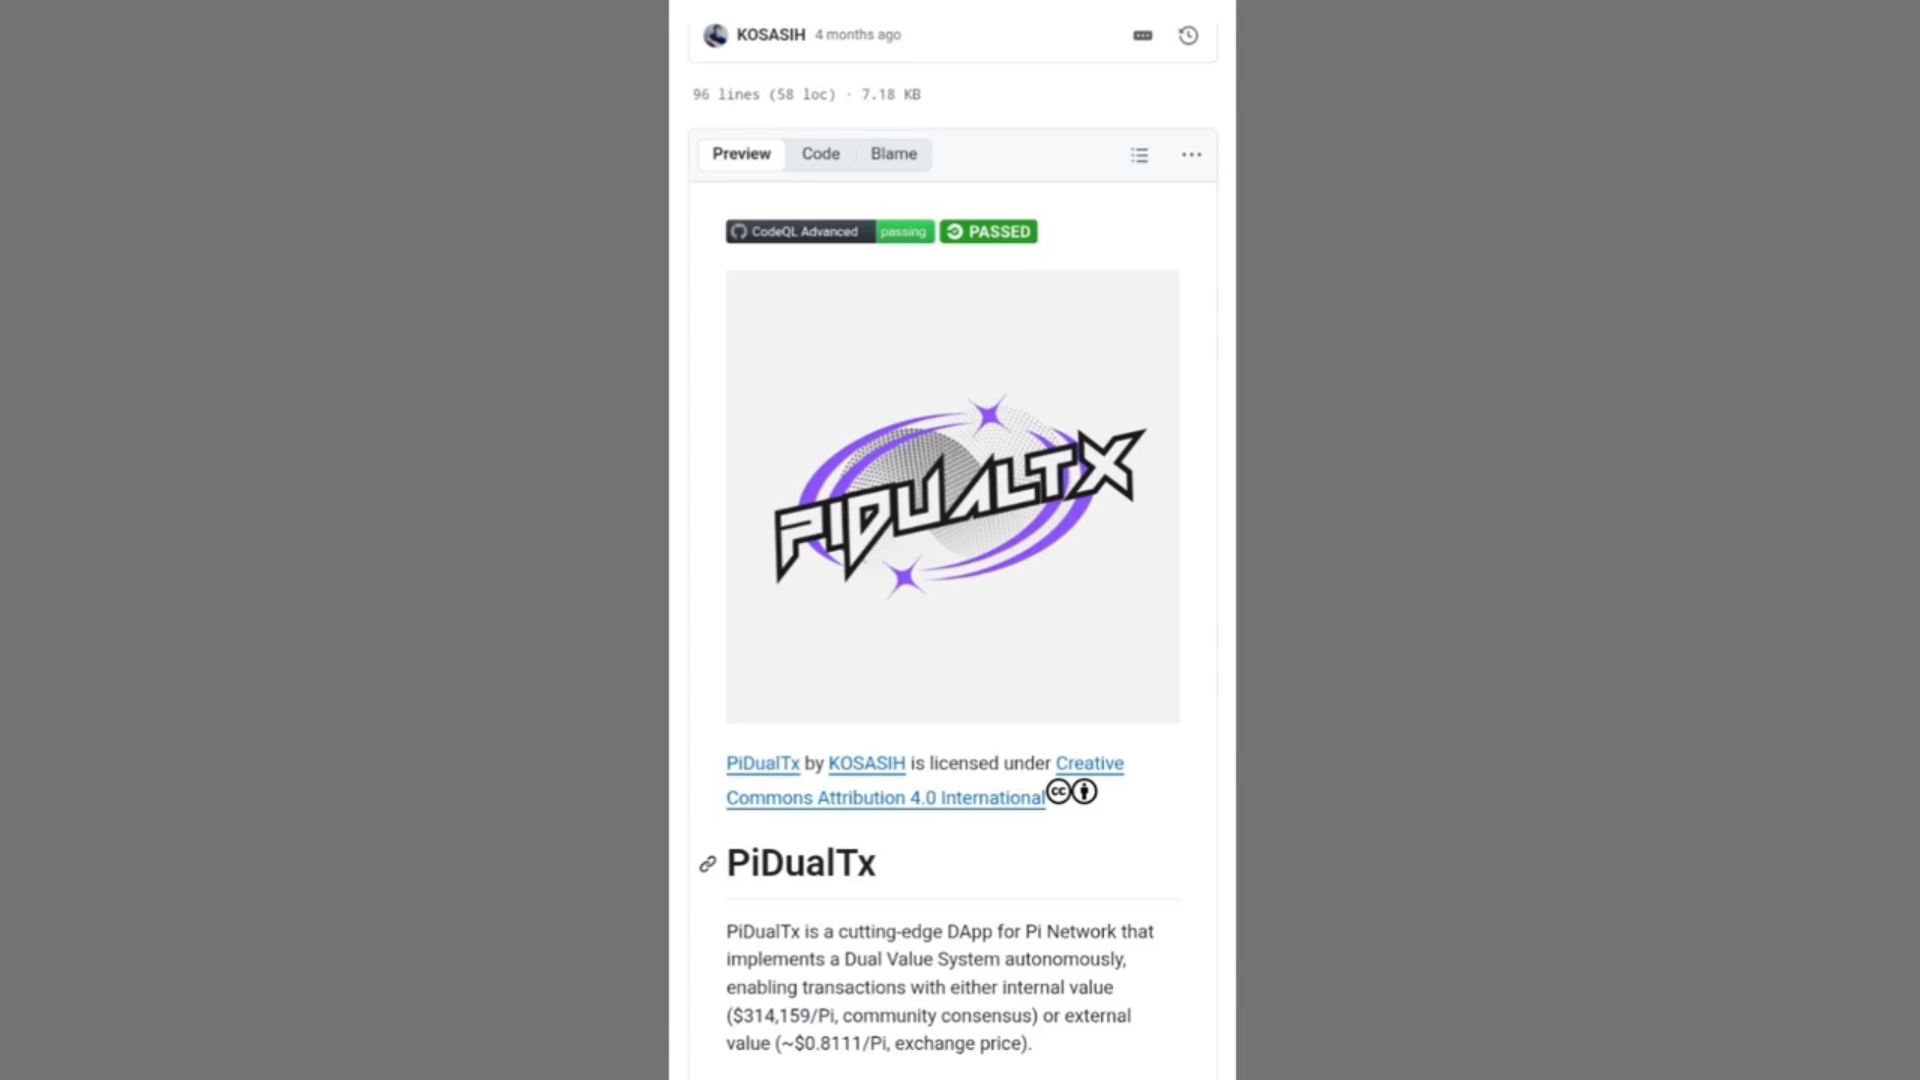 KOSASIH 4 months ago
96 lines (58 loc) · 7.18 KB
Preview Code Blame
CodeQL Advanced passing PASSED
PIDUALTX
PiDualTx by KOSASIH is licensed under Creative
Commons Attribution 4.0 International
PiDualTx
PiDualTx is a cutting-edge DApp for Pi Network that
implements a Dual Value System autonomously,
enabling transactions with either internal value
($314,159/Pi, community consensus) or external
value (~$0.8111/Pi, exchange price).